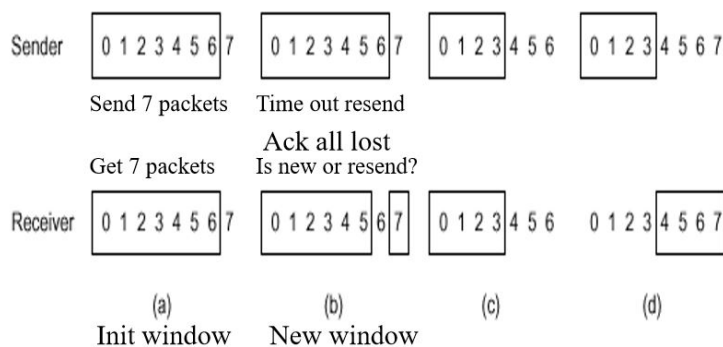 Sender 0 1 2 3 4 5 6 7 0 1 2 3 4 5 6 7 0 1 2 3 4 5 6 0 1 2 3 4 5 6 7
Send 7 packets Time out resend
Ack all lost
Get 7 packets Is new or resend?
Receiver 0 1 2 3 4 5 6 7 0 1 2 3 4 5 6 7 0 1 2 3 4 5 6 0 1 2 3 4 5 6 7
(a) (b) (c) (d)
Init window New window